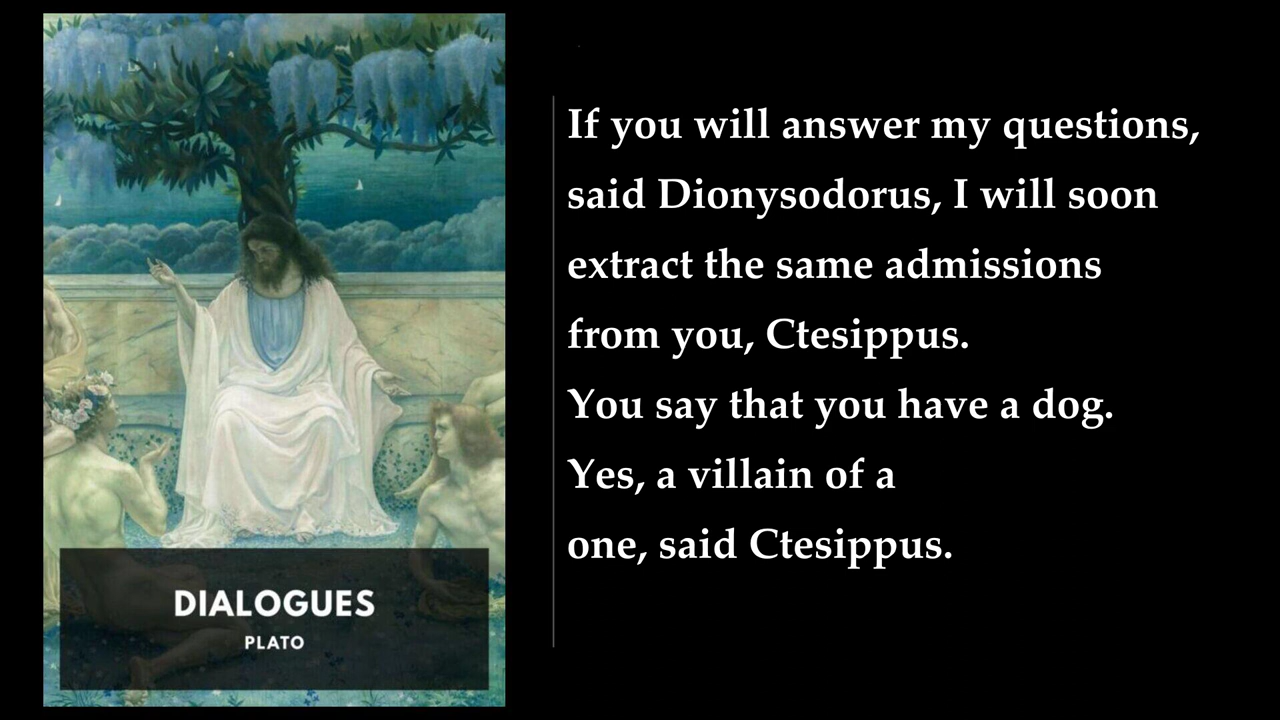 DIALOGUES
PLATO
If you will answer my questions,
said Dionysodorus, I will soon
extract the same admissions
from you, Ctesippus.
You say that you have a dog.
Yes, a villain of a
one, said Ctesippus.